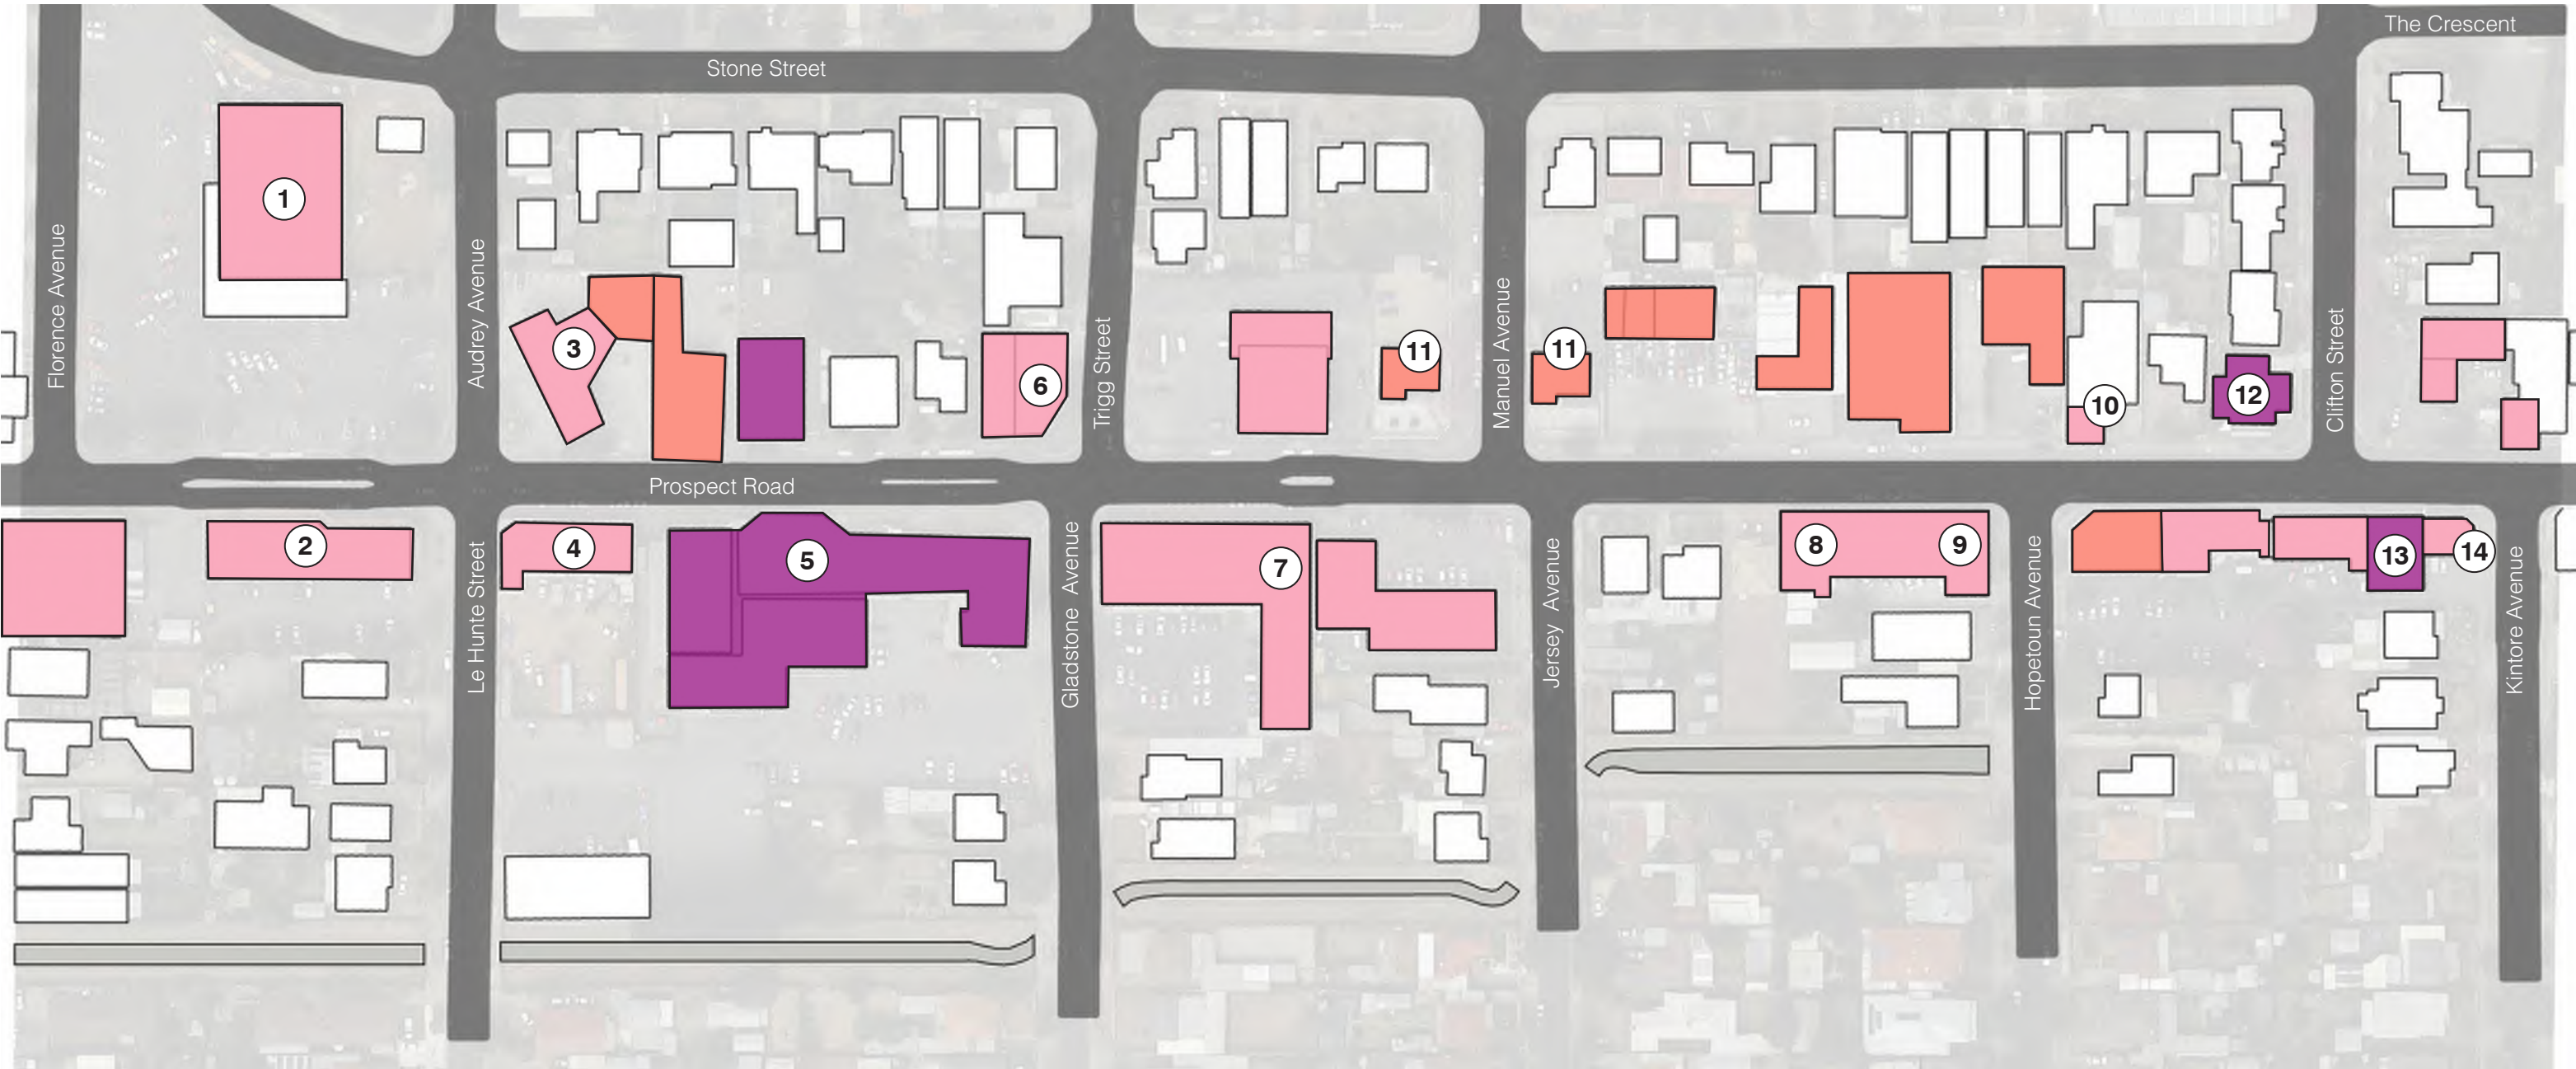 The Crescent
Stone Street
1
Florence Avenue
Audrey Avenue
3
6
Trigg Street
11
Manuel Avenue
11
10
12
Clifton Street
Prospect Road
2
Le Hunte Street
4
5
Gladstone Avenue
7
Jersey Avenue
8
9
Hopetoun Avenue
13
14
Kintore Avenue